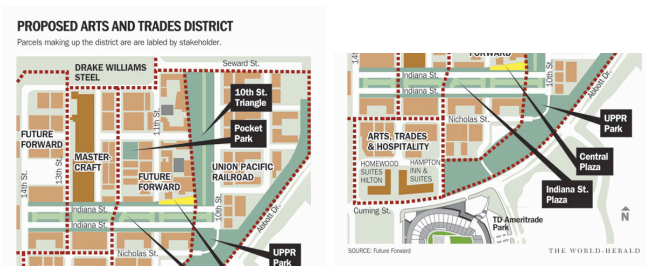 PROPOSED ARTS AND TRADES DISTRICT
Parcels making up the district are are labled by stakeholder.
DRAKE WILLIAMS
STEEL
Seward St.
10th St.
Triangle
11th St.
Pocket
Park
FUTURE
FORWARD
MASTER-
CRAFT
13th St.
14th St.
FUTURE
FORWARD
UNION PACIFIC
RAILROAD
10th St.
Abbott Dr.
Indiana St.
Indiana St.
Nicholas St.
UPPR
Park
FORWARD
14th
Indiana St.
Indiana St.
10th St.
Abbott Dr.
Nicholas St.
UPPR
Park
ARTS, TRADES
& HOSPITALITY
Central
Plaza
HOMEWOOD
SUITES
HILTON
HAMPTON
INN &
SUITES
Indiana St.
Plaza
Cuming St.
TD Ameritrade
Park
N
SOURCE: Future Forward
THE WORLD-HERALD